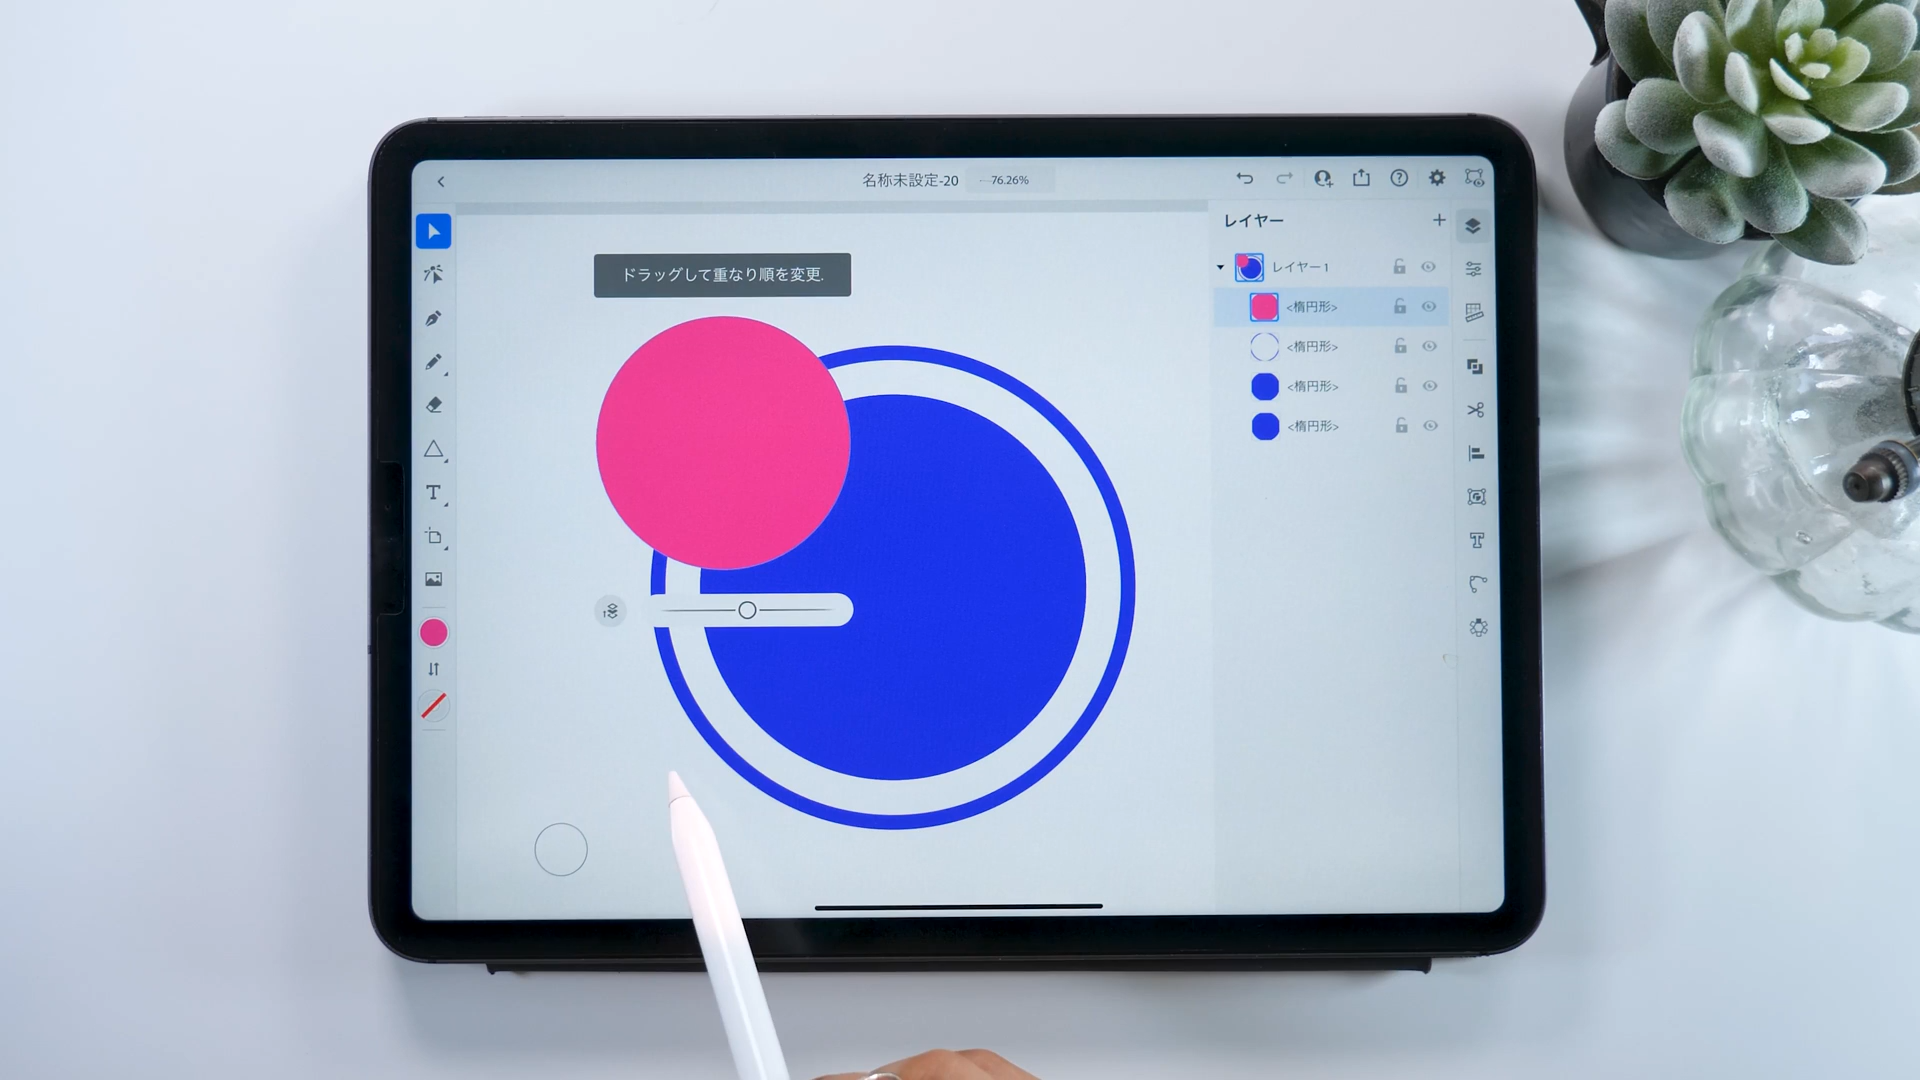 名称未設定-20
76.26%
レイヤー
ドラッグして重なり順を変更.
レイヤー1
<楕円形>
<楕円形>
<楕円形>
<楕円形>